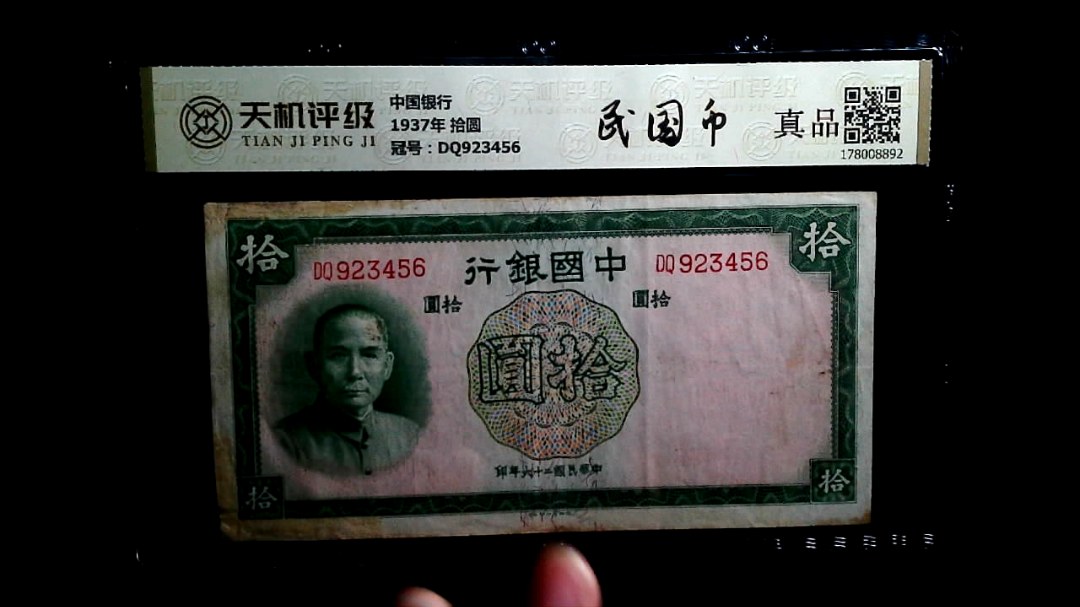 天机评级
TIAN JI PING JI
中国银行
1937年 拾圆
冠号：DQ923456
民国币
真品
178008892
拾
拾
DQ923456
行銀國中
DQ923456
圓拾
圓拾
圓拾
印年六十二國民華中
拾
拾